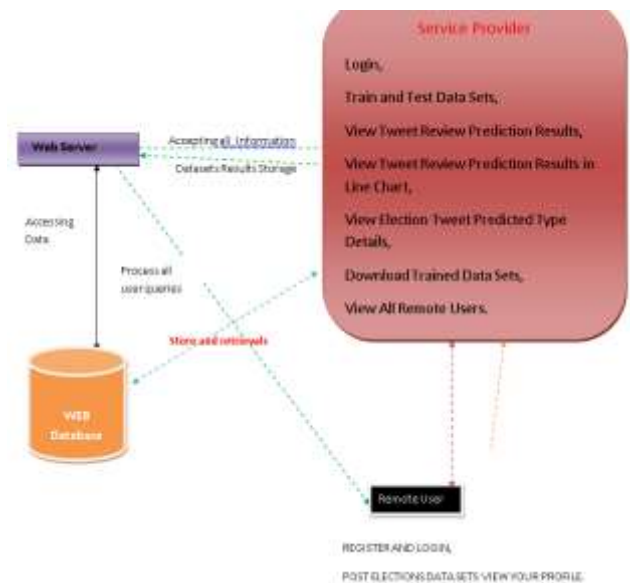 Service Provider
Login,
Train and Test Data Sets,
View Tweet Review Prediction Results,
View Tweet Review Prediction Results in
Line Chart,
View Election Tweet Predicted Type
Details,
Download Trained Data Sets,
View All Remote Users.
Web Server
Accepting all Information
Datasets Results Storage
Accessing
Data
Process all
user queries
Store and retrievals
WEB
Database
Remote User
REGISTER AND LOGIN,
POST ELECTIONS DATA SETS VIEW YOUR PROFILE.